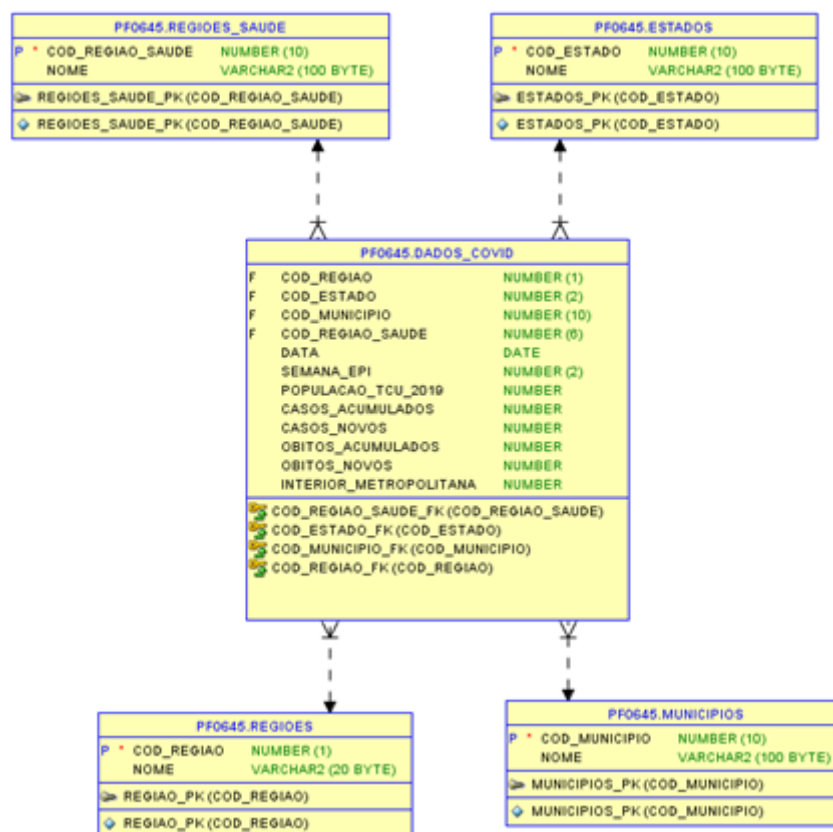 PF0645.REGIOES_SAUDE
P * COD_REGIAO_SAUDE NUMBER (10)
NOME VARCHAR2 (100 BYTE)
REGIOES_SAUDE_PK (COD_REGIAO_SAUDE)
REGIOES_SAUDE_PK (COD_REGIAO_SAUDE)
PF0645.ESTADOS
P * COD_ESTADO NUMBER (10)
NOME VARCHAR2 (100 BYTE)
ESTADOS_PK (COD_ESTADO)
ESTADOS_PK (COD_ESTADO)
PF0645.DADOS_COVID
F COD_REGIAO NUMBER (1)
F COD_ESTADO NUMBER (2)
F COD_MUNICIPIO NUMBER (10)
F COD_REGIAO_SAUDE NUMBER (6)
DATA DATE
SEMANA_EPI NUMBER (2)
POPULACAO_TCU_2019 NUMBER
CASOS_ACUMULADOS NUMBER
CASOS_NOVOS NUMBER
OBITOS_ACUMULADOS NUMBER
OBITOS_NOVOS NUMBER
INTERIOR_METROPOLITANA NUMBER
COD_REGIAO_SAUDE_FK (COD_REGIAO_SAUDE)
COD_ESTADO_FK (COD_ESTADO)
COD_MUNICIPIO_FK (COD_MUNICIPIO)
COD_REGIAO_FK (COD_REGIAO)
PF0645.REGIOES
P * COD_REGIAO NUMBER (1)
NOME VARCHAR2 (20 BYTE)
REGIAO_PK (COD_REGIAO)
REGIAO_PK (COD_REGIAO)
PF0645.MUNICIPIOS
P * COD_MUNICIPIO NUMBER (10)
NOME VARCHAR2 (100 BYTE)
MUNICIPIOS_PK (COD_MUNICIPIO)
MUNICIPIOS_PK (COD_MUNICIPIO)